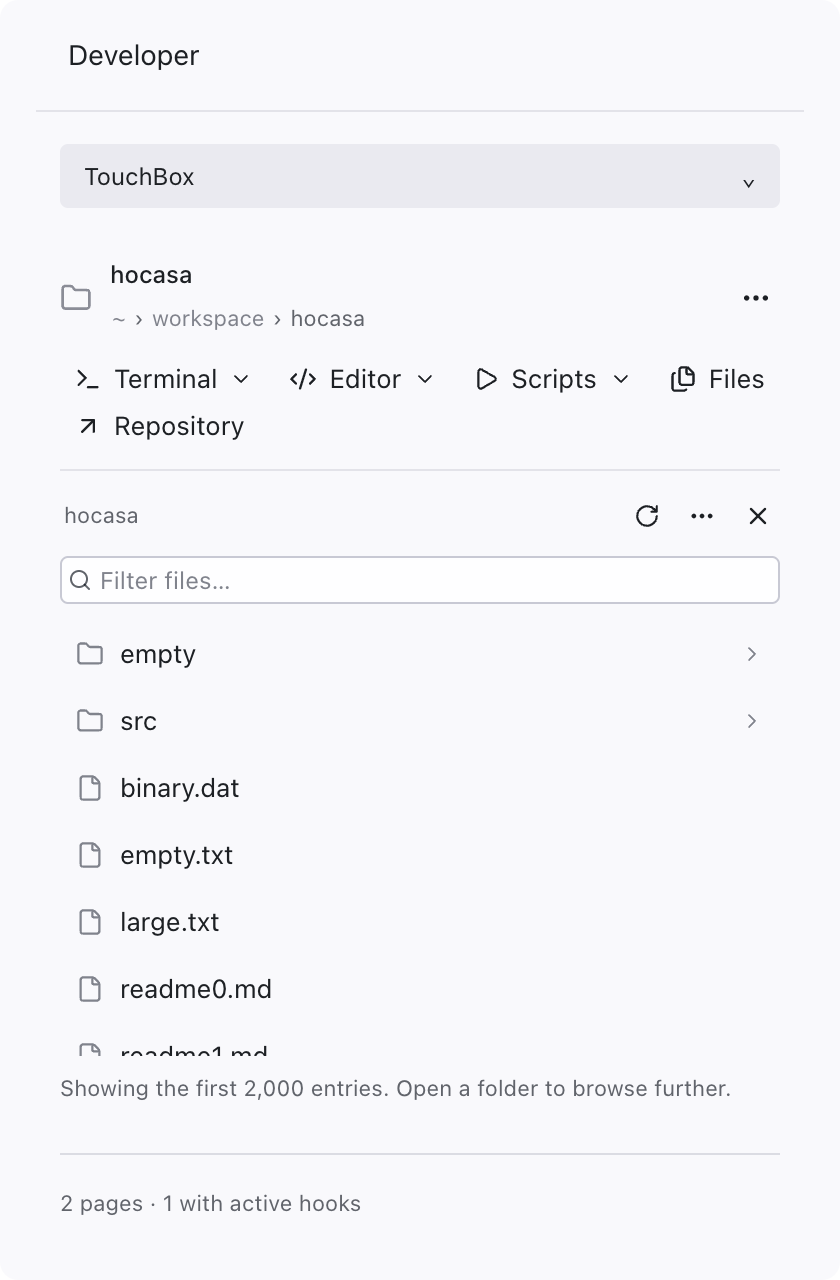 Developer
TouchBox
hocasa
~ › workspace › hocasa
Terminal Editor Scripts Files
Repository
hocasa
Filter files...
empty
src
binary.dat
empty.txt
large.txt
readme0.md
readme1.md
Showing the first 2,000 entries. Open a folder to browse further.
2 pages · 1 with active hooks